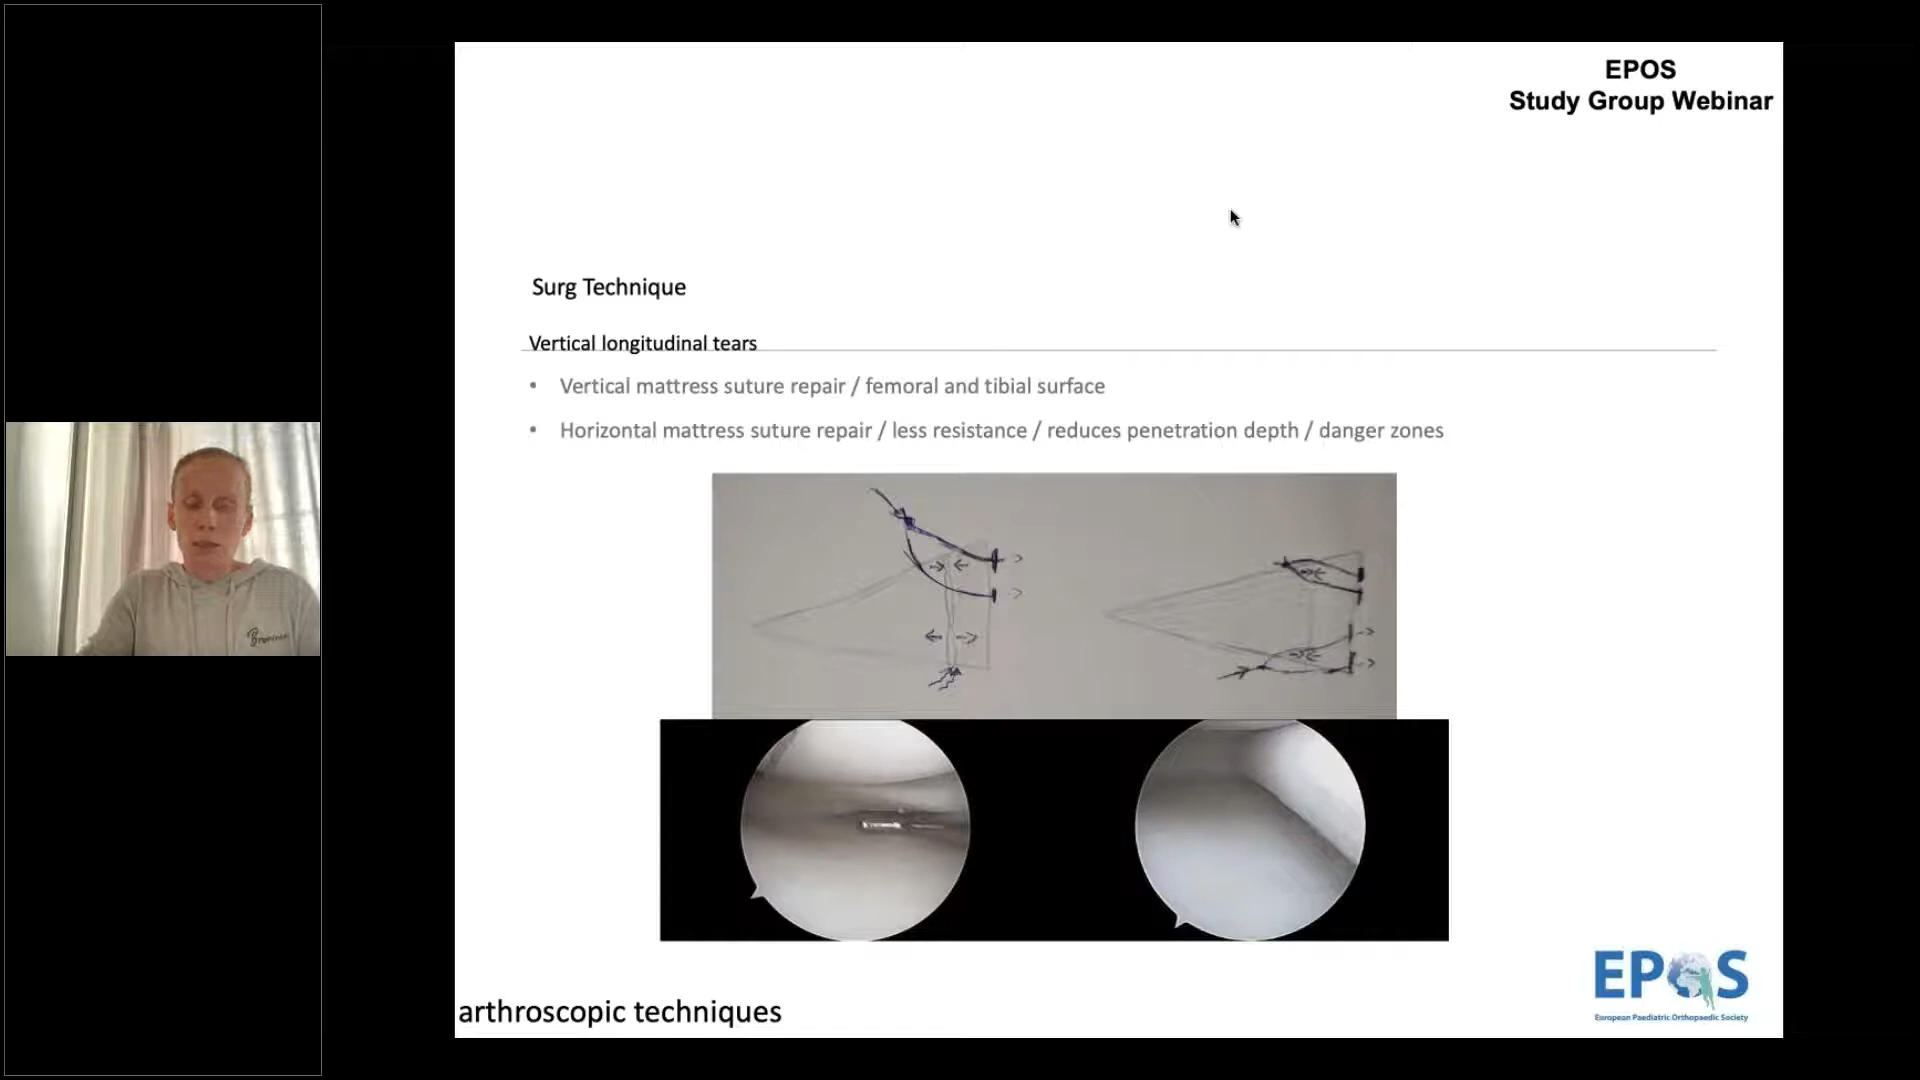 EPOS
Study Group Webinar
Surg Technique
Vertical longitudinal tears
• Vertical mattress suture repair / femoral and tibial surface
• Horizontal mattress suture repair / less resistance / reduces penetration depth / danger zones
arthroscopic techniques
EPOS
European Paediatric Orthopaedic Society